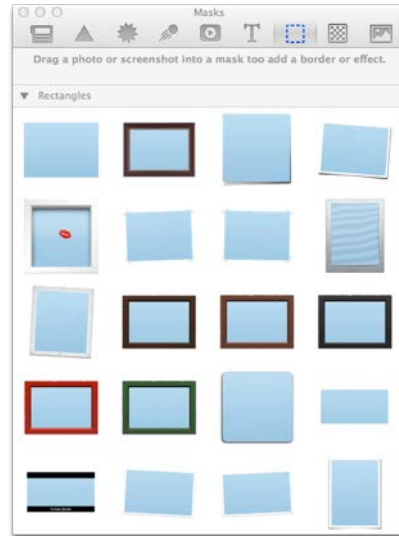 Masks
Drag a photo or screenshot into a mask too add a border or effect.
Rectangles